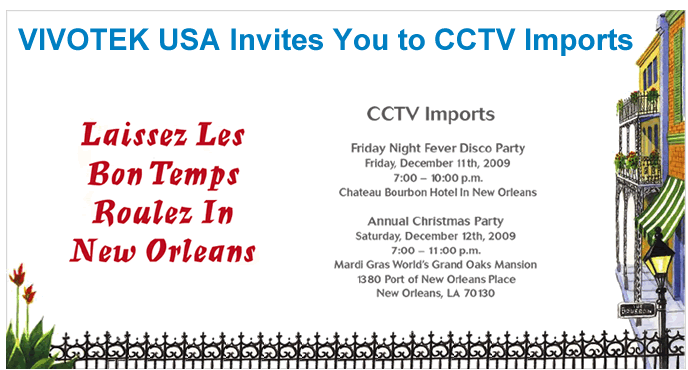 VIVOTEK USA Invites You to CCTV Imports
Laissez Les
Bon Temps
Roulez In
New Orleans
CCTV Imports
Friday Night Fever Disco Party
Friday, December 11th, 2009
7:00 – 10:00 p.m.
Chateau Bourbon Hotel In New Orleans
Annual Christmas Party
Saturday, December 12th, 2009
7:00 – 11:00 p.m.
Mardi Gras World's Grand Oaks Mansion
1380 Port of New Orleans Place
New Orleans, LA 70130
BOURBON